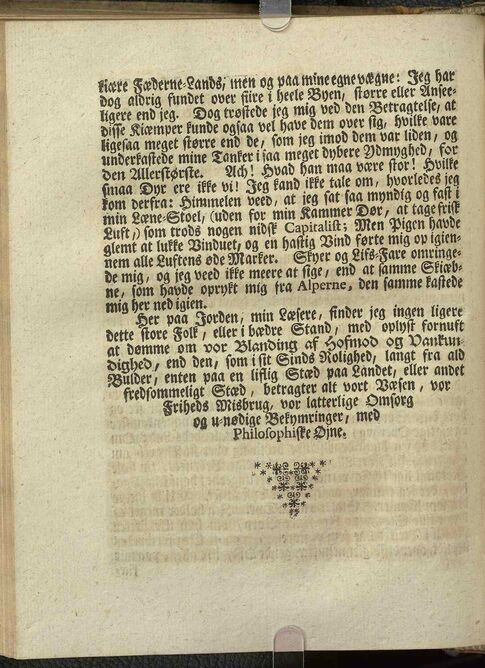 kiære Fæderne-Lands; men og paa mine egne vægne: Jeg har
dog aldrig fundet over fiire i heele Byen, større eller Ansee-
ligere end jeg. Dog trøstede jeg mig ved den Betragtelse, at
disse Kiæmper kunde ogsaa vel have dem over sig, hvilke vare
ligesaa meget større end de, som jeg imod dem var liden, og
underkastede mine Tanker i saa meget dybere Ydmyghed, for
den Allerstørste. Ach! Hvad han maa være stor! Hvilke
smaa Dyr ere ikke vi! Jeg kand ikke tale om, hvorledes jeg
kom derfra: Himmelen veed, at jeg sat saa myndig og fast i
min Læne-Stoel, (uden for min Kammer Dør, at tage frisk
Luft,) som trods nogen nidsk Capitalist; Men Pigen havde
glemt at lukke Vinduet, og en hastig Vind førte mig op igien-
nem alle Luftens øde Marker. Skyer og Lifs-Fare omringe-
de mig, og jeg veed ikke meere at sige, end at samme Skiæb-
ne, som havde oprykt mig fra Alperne, den samme kastede
mig her ned igien.
Her paa Jorden, min Læsere, finder jeg ingen ligere
dette store Folk, eller i bædre Stand, med oplyst fornuft
at dømme om vor Blanding af Hofmod og Vankun-
dighed, end den, som i sit Sinds Rolighed, langt fra ald
Bulder, enten paa en liflig Stæd paa Landet, eller andet
fredsommeligt Stæd, betragter alt vort Væsen, vor
Friheds Misbrug, vor latterlige Omsorg
og u-nødige Bekymringer, med
Philosophiske Øjne.